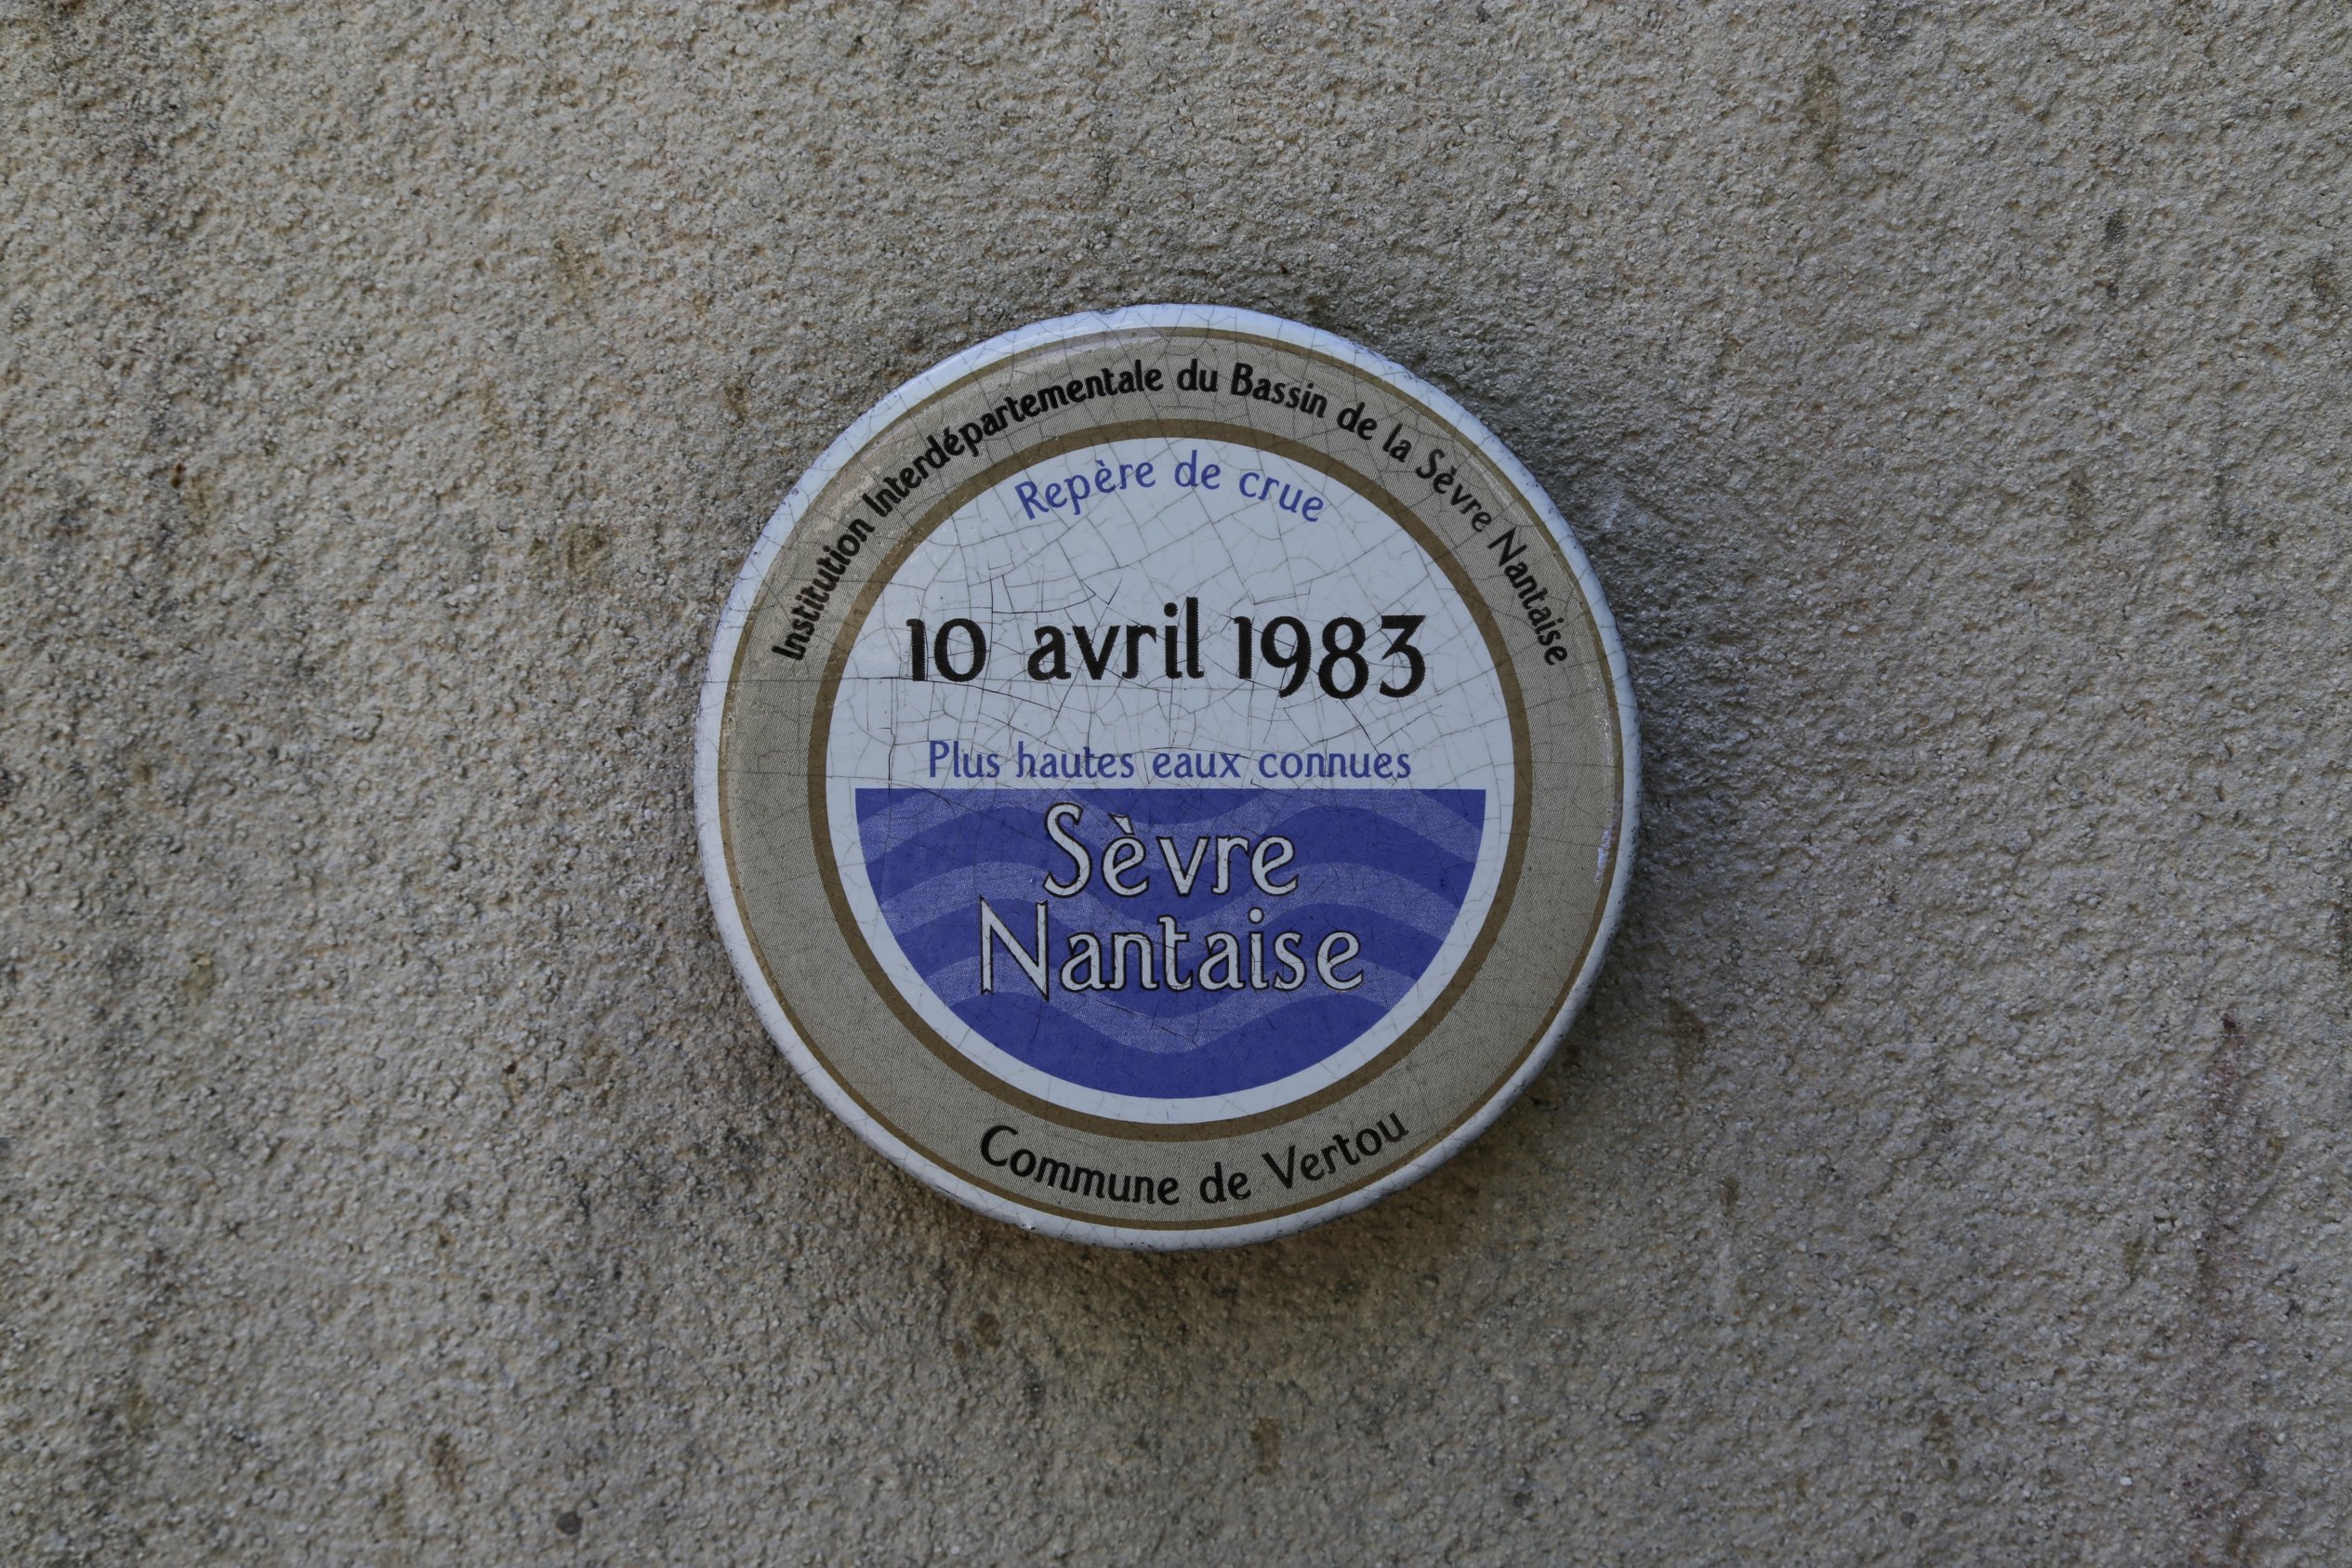 Institution Interdépartementale du Bassin de la Sèvre Nantaise
Repère de crue
10 avril 1983
Plus hautes eaux connues
Sèvre
Nantaise
Commune de Vertou